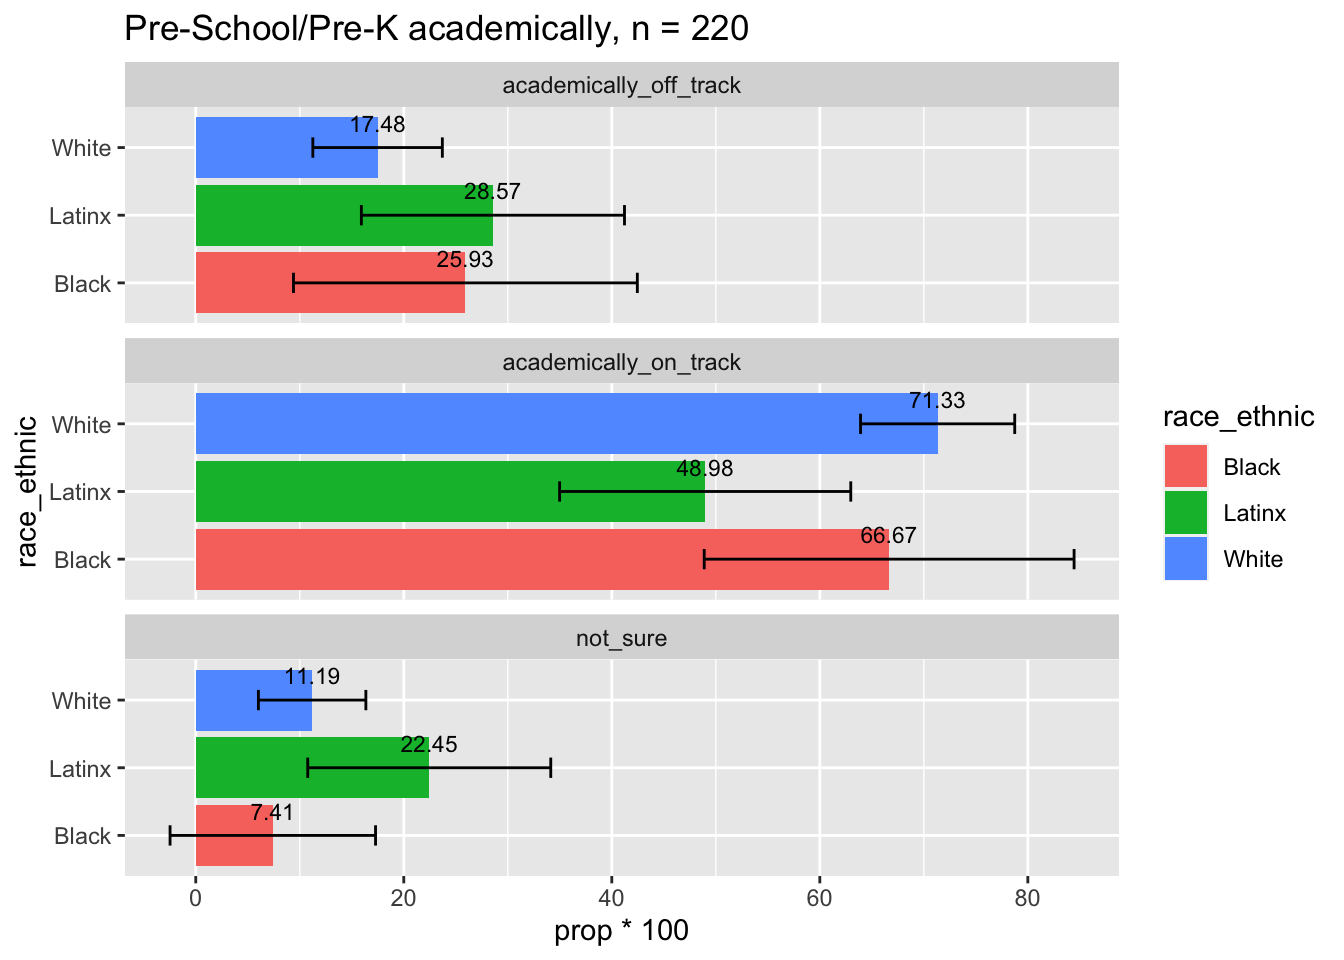 Pre-School/Pre-K academically, n = 220
academically_off_track
White
17.48
Latinx
28.57
Black
25.93
academically_on_track
White
71.33
Latinx
48.98
Black
66.67
not_sure
White
11.19
Latinx
22.45
Black
7.41
0 20 40 60 80
prop * 100
race_ethnic
race_ethnic
Black
Latinx
White